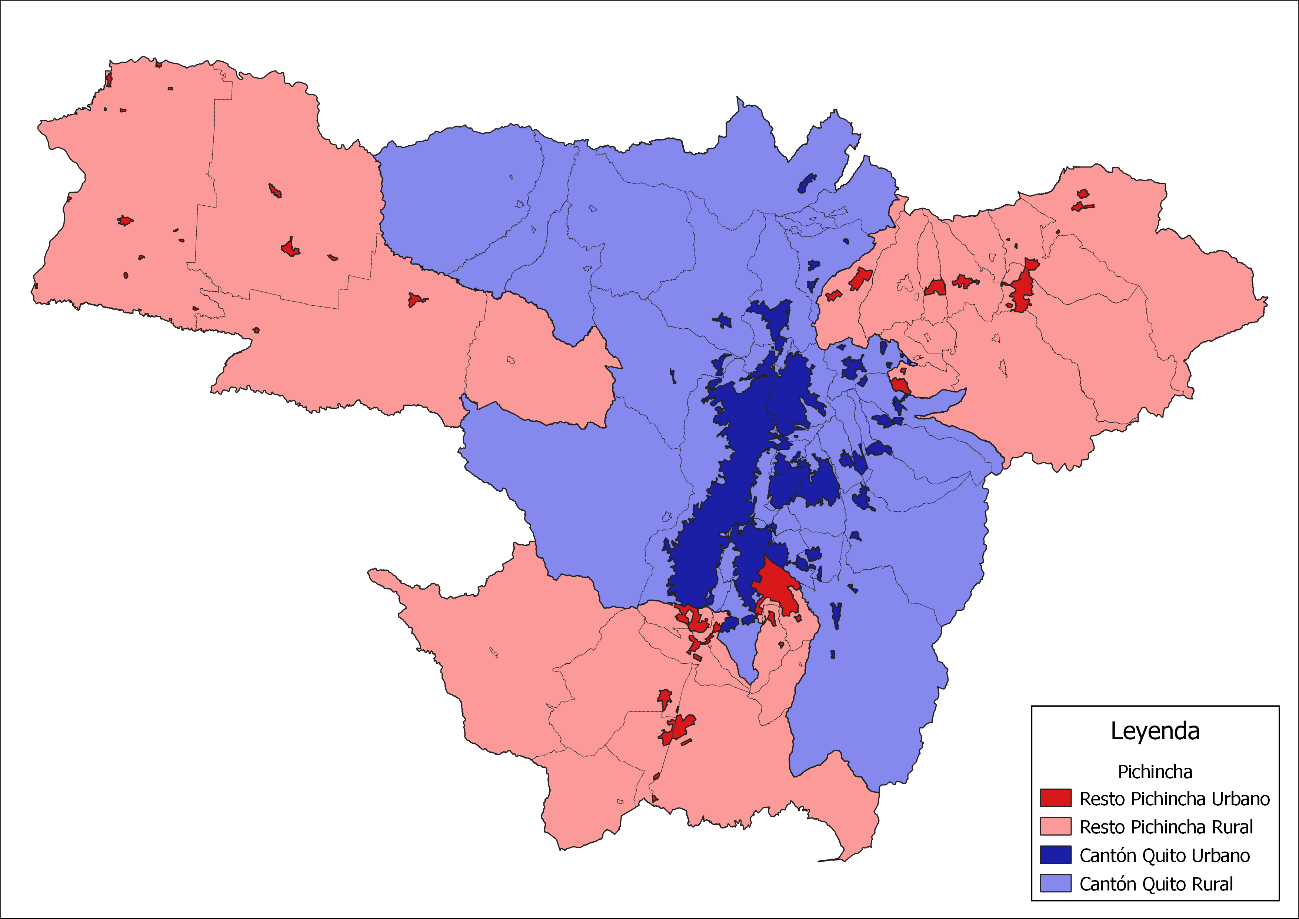 Leyenda
Pichincha
Resto Pichincha Urbano
Resto Pichincha Rural
Cantón Quito Urbano
Cantón Quito Rural